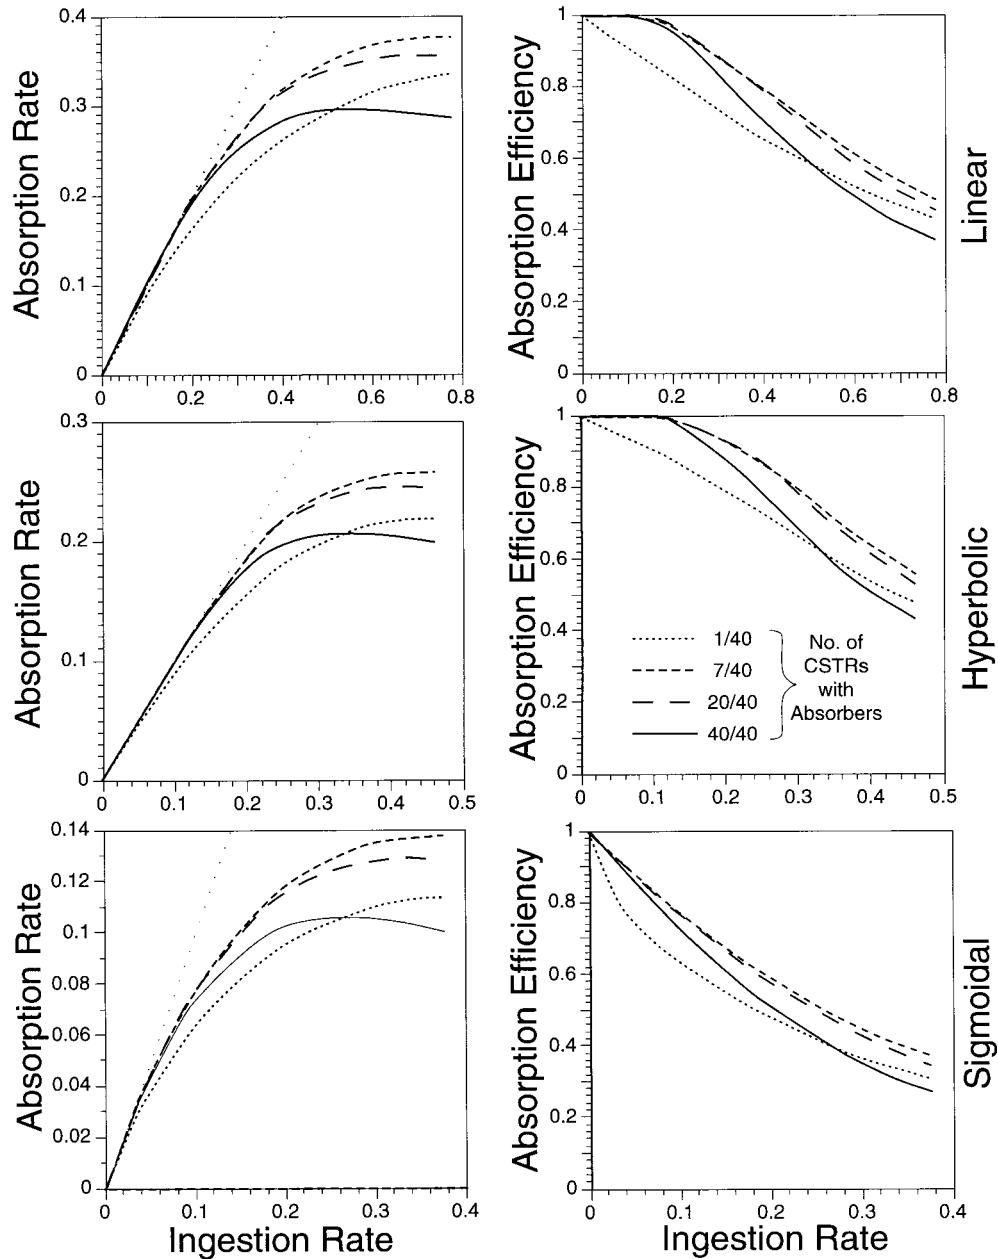 0.4
0.3
0.2
0.1
0
0 0.2 0.4 0.6 0.8
Absorption Rate
1
0.8
0.6
0.4
0.2
0
0 0.2 0.4 0.6 0.8
Absorption Efficiency
Linear
0.3
0.2
0.1
0
0 0.1 0.2 0.3 0.4 0.5
Absorption Rate
1
0.8
0.6
0.4
0.2
0
0 0.1 0.2 0.3 0.4 0.5
Absorption Efficiency
1/40
7/40
20/40
40/40
No. of
CSTRs
with
Absorbers
Hyperbolic
0.14
0.12
0.1
0.08
0.06
0.04
0.02
0
0 0.1 0.2 0.3 0.4
Absorption Rate
Ingestion Rate
1
0.8
0.6
0.4
0.2
0
0 0.1 0.2 0.3 0.4
Absorption Efficiency
Ingestion Rate
Sigmoidal